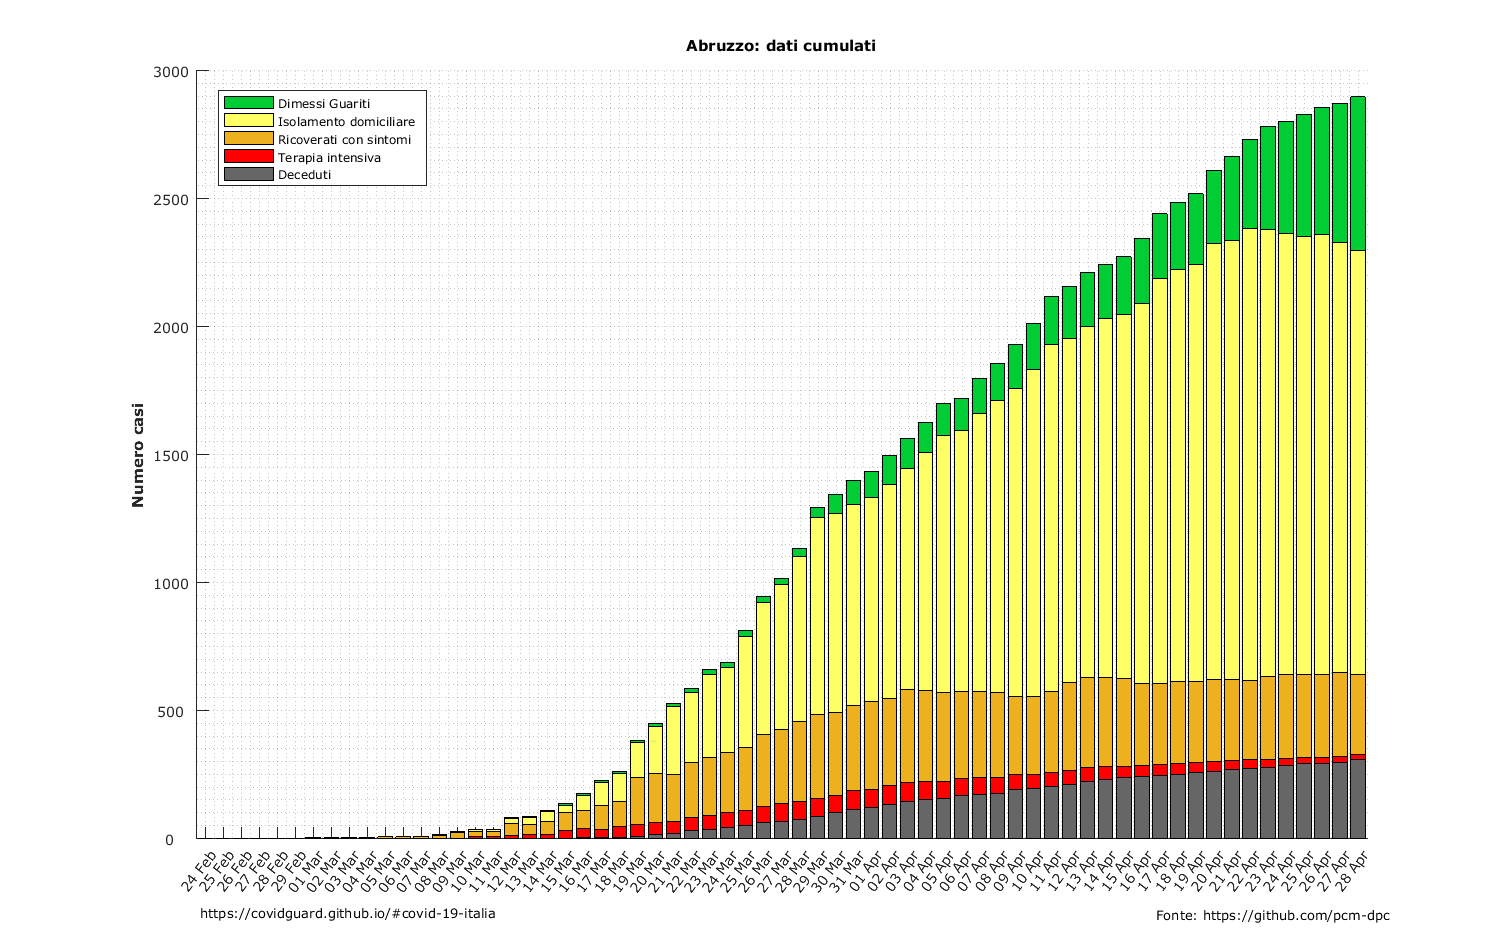 Abruzzo: dati cumulati
3000
2500
2000
1500
1000
500
0
Numero casi
Dimessi Guariti
Isolamento domiciliare
Ricoverati con sintomi
Terapia intensiva
Deceduti
24 Feb
25 Feb
26 Feb
27 Feb
28 Feb
29 Feb
01 Mar
02 Mar
03 Mar
04 Mar
05 Mar
06 Mar
07 Mar
08 Mar
09 Mar
10 Mar
11 Mar
12 Mar
13 Mar
14 Mar
15 Mar
16 Mar
17 Mar
18 Mar
19 Mar
20 Mar
21 Mar
22 Mar
23 Mar
24 Mar
25 Mar
26 Mar
27 Mar
28 Mar
29 Mar
30 Mar
31 Mar
01 Apr
02 Apr
03 Apr
04 Apr
05 Apr
06 Apr
07 Apr
08 Apr
09 Apr
10 Apr
11 Apr
12 Apr
13 Apr
14 Apr
15 Apr
16 Apr
17 Apr
18 Apr
19 Apr
20 Apr
21 Apr
22 Apr
23 Apr
24 Apr
25 Apr
26 Apr
27 Apr
28 Apr
https://covidguard.github.io/#covid-19-italia
Fonte: https://github.com/pcm-dpc